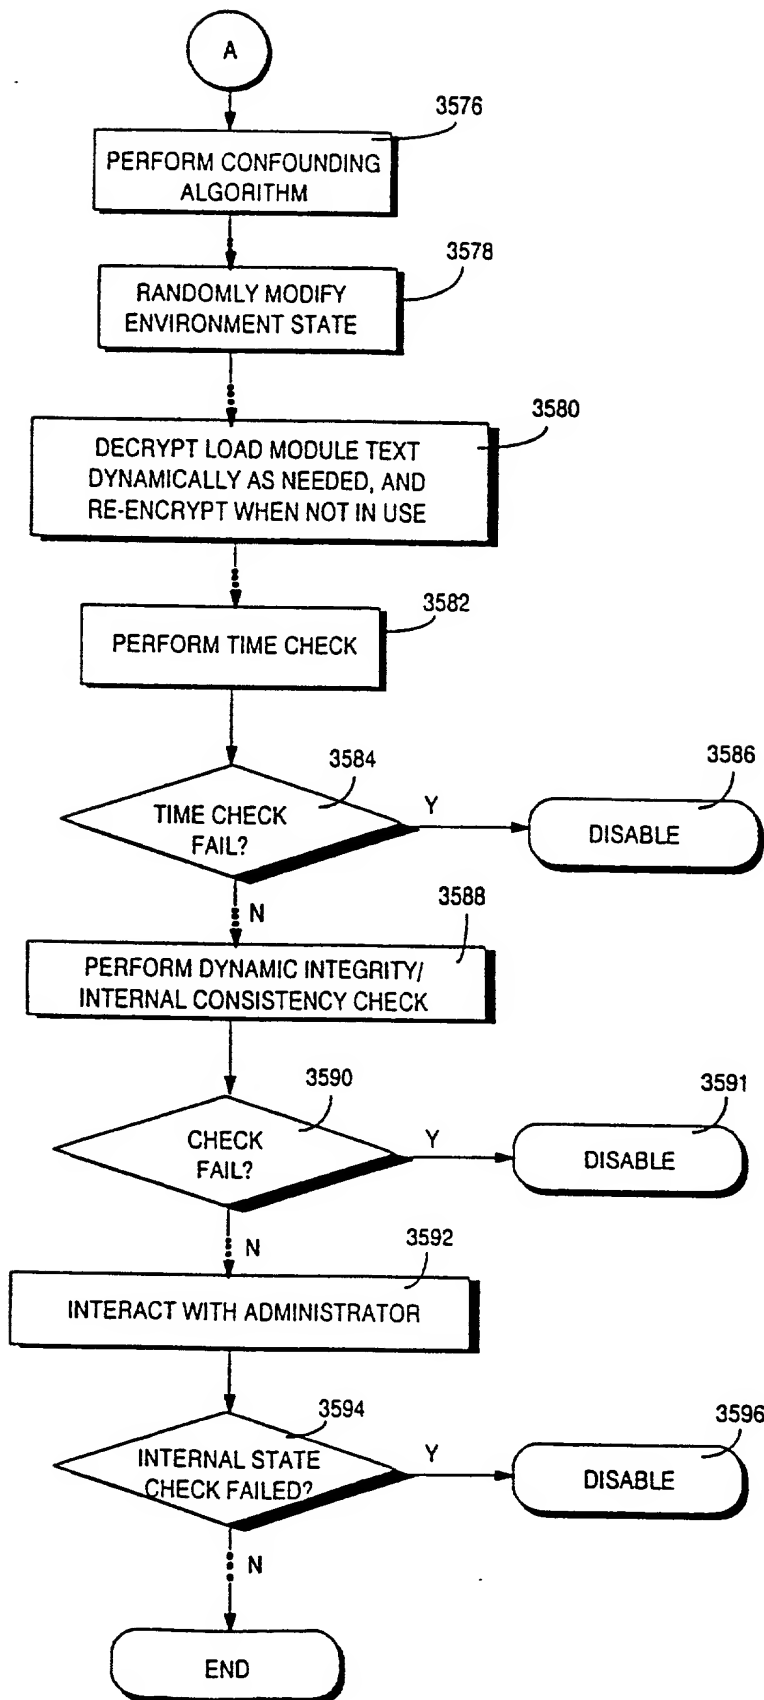 A
3576
PERFORM CONFOUNDING
ALGORITHM
3578
RANDOMLY MODIFY
ENVIRONMENT STATE
3580
DECRYPT LOAD MODULE TEXT
DYNAMICALLY AS NEEDED, AND
RE-ENCRYPT WHEN NOT IN USE
3582
PERFORM TIME CHECK
3584
TIME CHECK
FAIL?
Y
3586
DISABLE
N
3588
PERFORM DYNAMIC INTEGRITY/
INTERNAL CONSISTENCY CHECK
3590
CHECK
FAIL?
Y
3591
DISABLE
N
3592
INTERACT WITH ADMINISTRATOR
3594
INTERNAL STATE
CHECK FAILED?
Y
3596
DISABLE
N
END